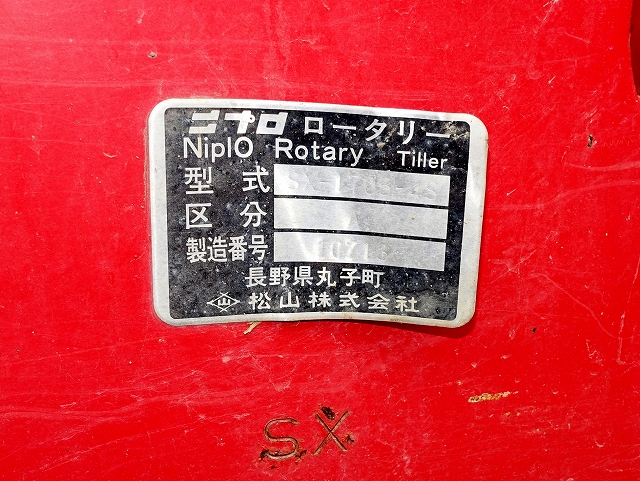 ニプロ ロータリー
NiplO Rotary Tiller
型式
区分
製造番号
長野県丸子町
松山株式会社
SX